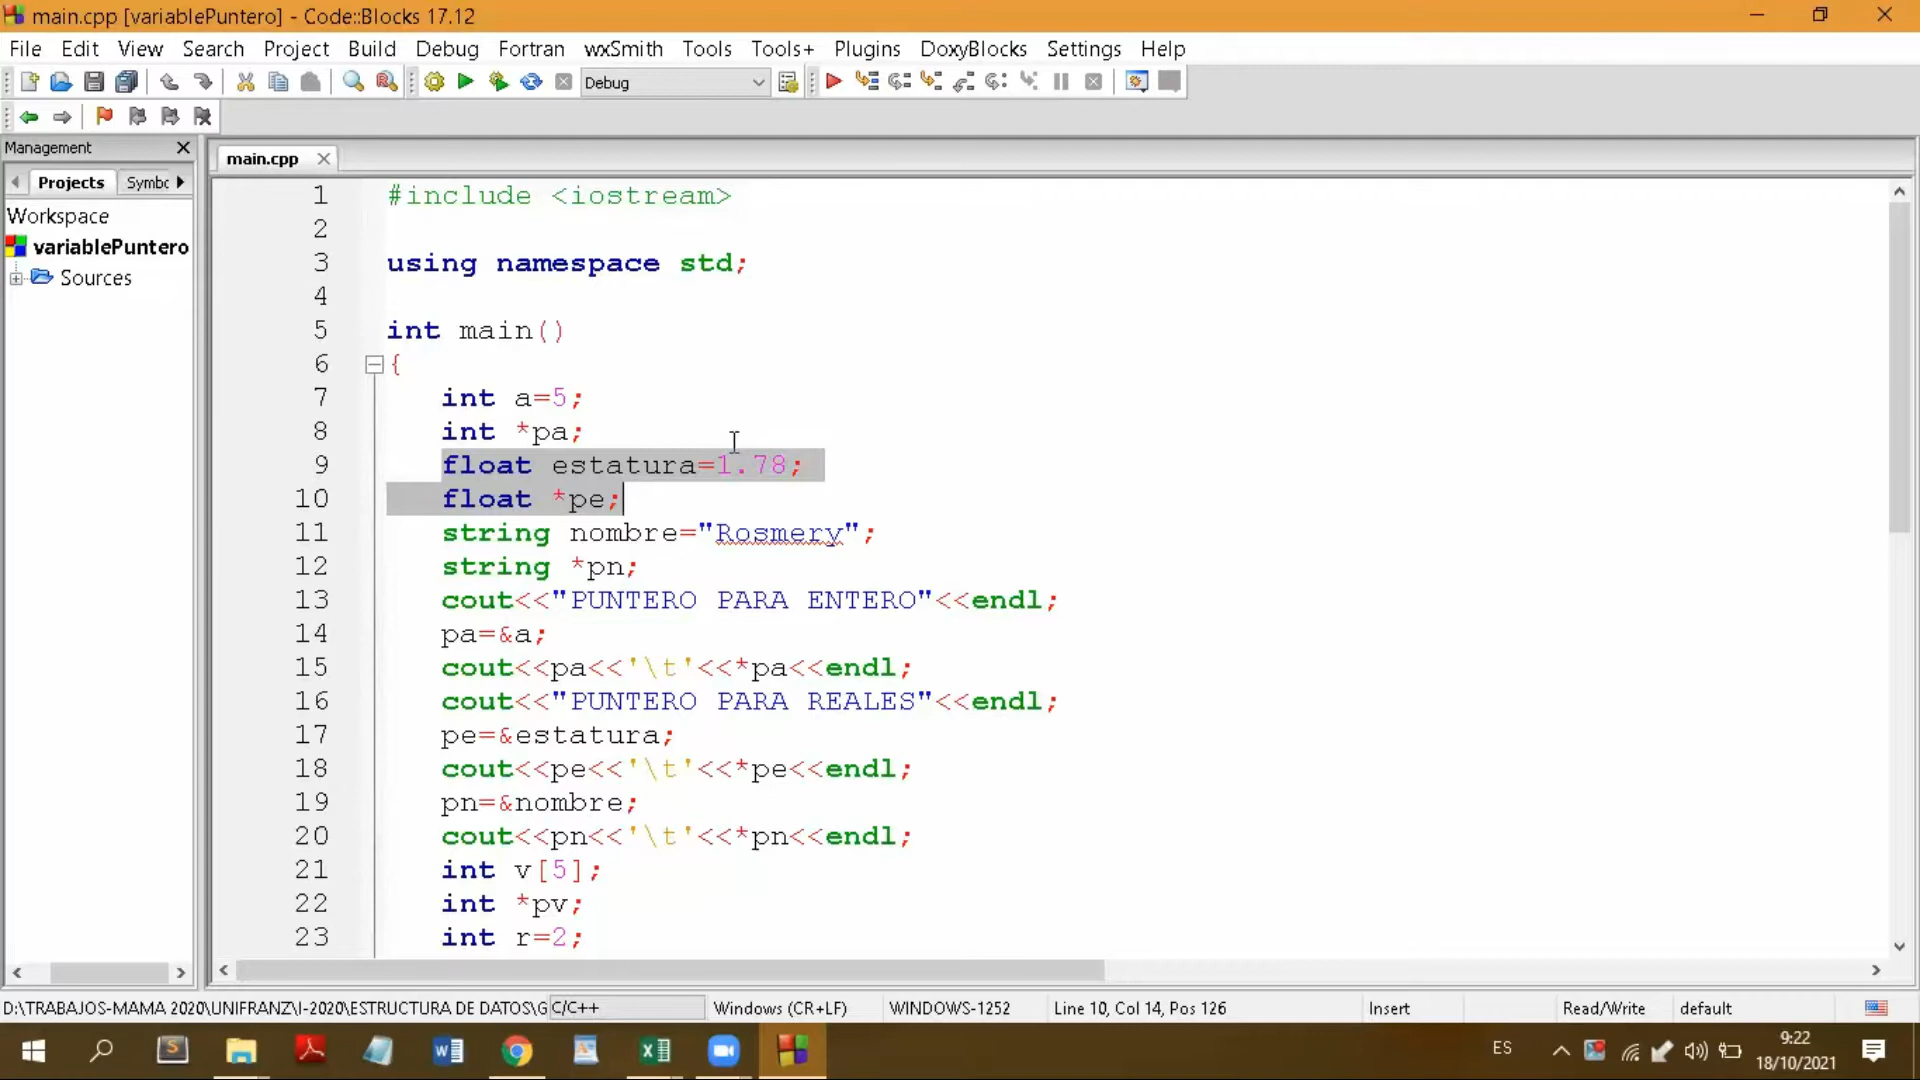 main.cpp [variablePuntero] - Code::Blocks 17.12
File Edit View Search Project Build Debug Fortran wxSmith Tools Tools+ Plugins DoxyBlocks Settings Help
Debug
Management
main.cpp
Projects Symbc
Workspace
variablePuntero
Sources
1 #include <iostream>
2
3 using namespace std;
4
5 int main()
6 {
7 int a=5;
8 int *pa;
9 float estatura=1.78;
10 float *pe;
11 string nombre="Rosmery";
12 string *pn;
13 cout<<"PUNTERO PARA ENTERO"<<endl;
14 pa=&a;
15 cout<<pa<<'\t'<<*pa<<endl;
16 cout<<"PUNTERO PARA REALES"<<endl;
17 pe=&estatura;
18 cout<<pe<<'\t'<<*pe<<endl;
19 pn=&nombre;
20 cout<<pn<<'\t'<<*pn<<endl;
21 int v[5];
22 int *pv;
23 int r=2;
D:\TRABAJOS-MAMA 2020\UNIFRANZ\I-2020\ESTRUCTURA DE DATOS\G C/C++ Windows (CR+LF) WINDOWS-1252 Line 10, Col 14, Pos 126 Insert Read/Write default
ES
9:22
18/10/2021